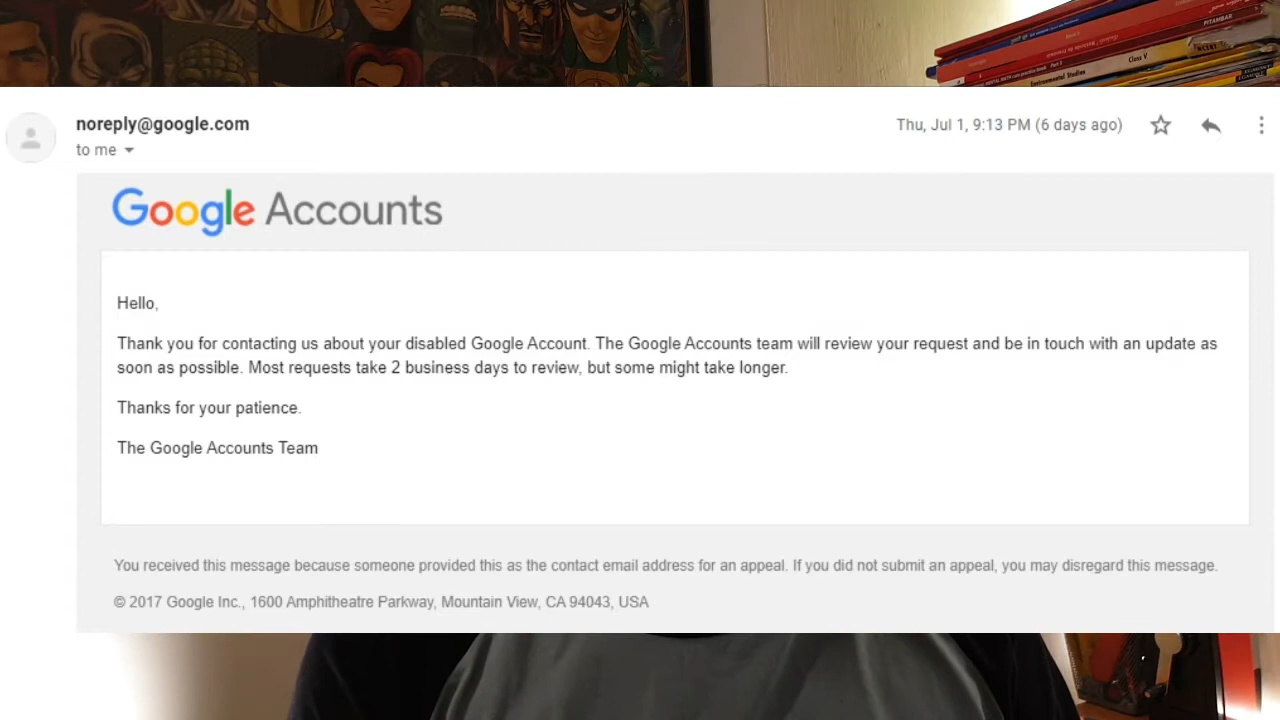 PITAMBAR
Class V
Environmental Studies
noreply@google.com
Thu, Jul 1, 9:13 PM (6 days ago)
to me
Google Accounts
Hello,
Thank you for contacting us about your disabled Google Account. The Google Accounts team will review your request and be in touch with an update as
soon as possible. Most requests take 2 business days to review, but some might take longer.
Thanks for your patience.
The Google Accounts Team
You received this message because someone provided this as the contact email address for an appeal. If you did not submit an appeal, you may disregard this message.
© 2017 Google Inc., 1600 Amphitheatre Parkway, Mountain View, CA 94043, USA